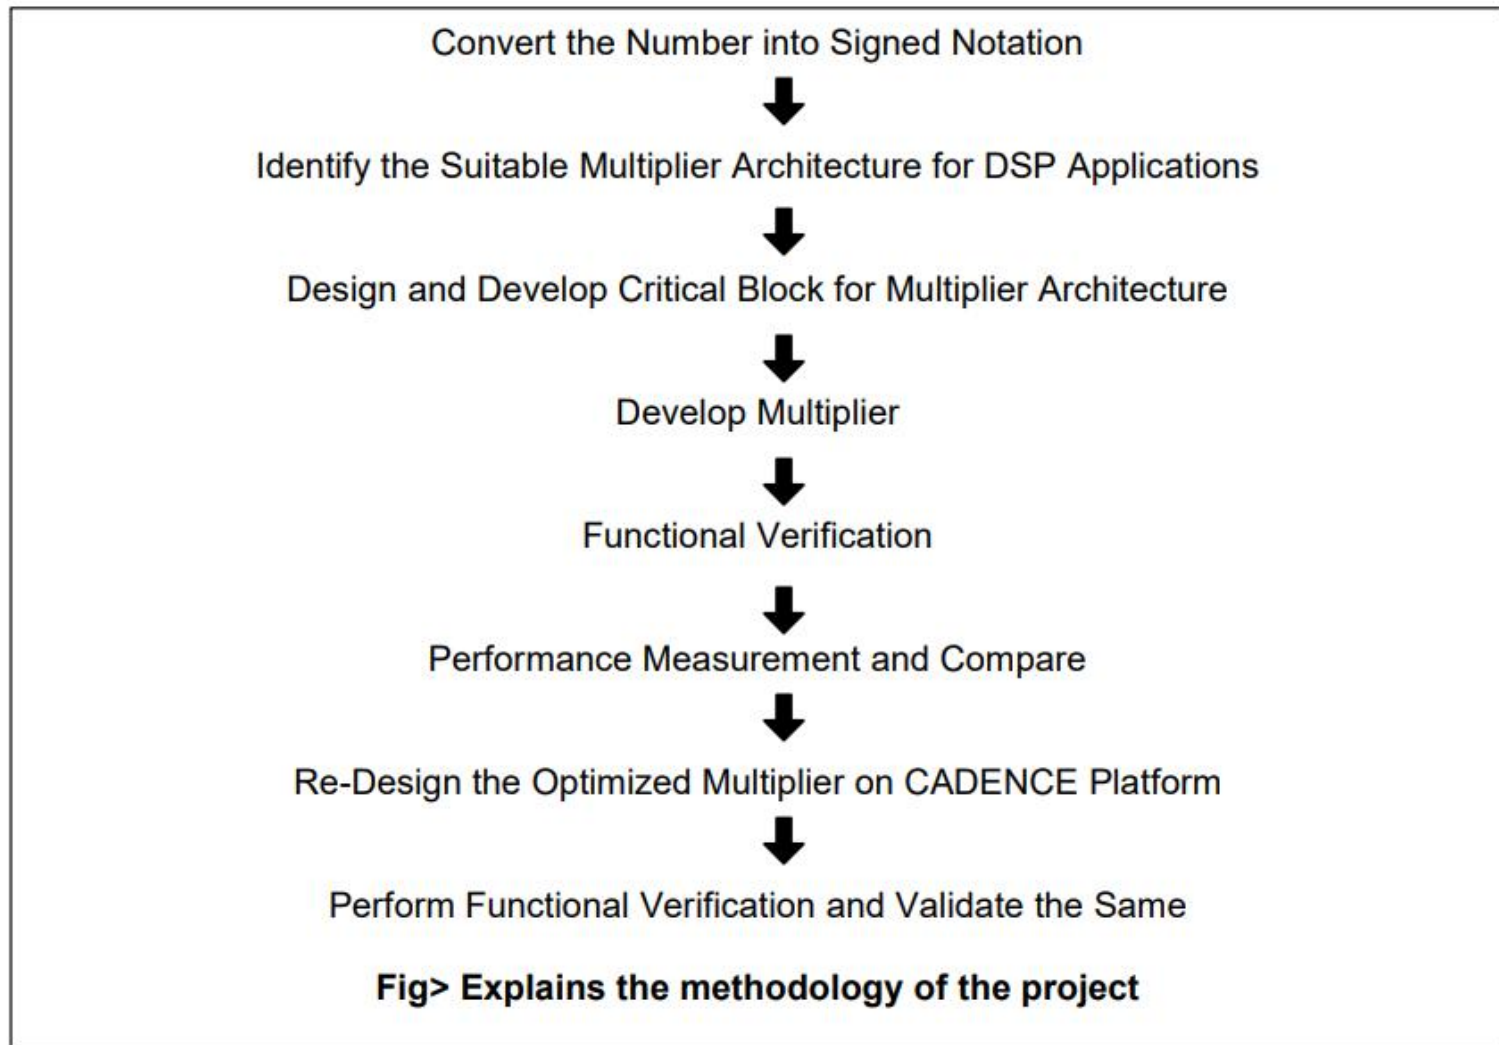 Convert the Number into Signed Notation
Identify the Suitable Multiplier Architecture for DSP Applications
Design and Develop Critical Block for Multiplier Architecture
Develop Multiplier
Functional Verification
Performance Measurement and Compare
Re-Design the Optimized Multiplier on CADENCE Platform
Perform Functional Verification and Validate the Same
Fig> Explains the methodology of the project